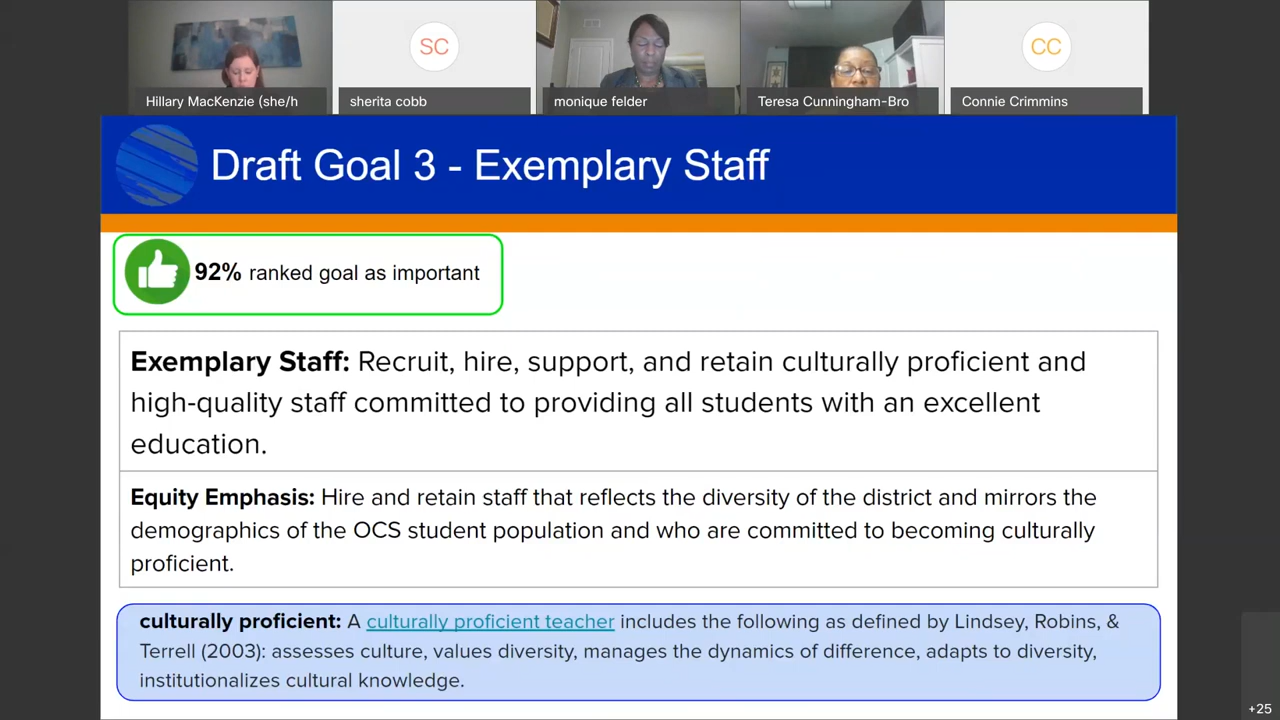 SC
CC
Hillary MacKenzie (she/h
sherita cobb
monique felder
Teresa Cunningham-Bro
Connie Crimmins
Draft Goal 3 - Exemplary Staff
92% ranked goal as important
Exemplary Staff: Recruit, hire, support, and retain culturally proficient and
high-quality staff committed to providing all students with an excellent
education.
Equity Emphasis: Hire and retain staff that reflects the diversity of the district and mirrors the
demographics of the OCS student population and who are committed to becoming culturally
proficient.
culturally proficient: A culturally proficient teacher includes the following as defined by Lindsey, Robins, &
Terrell (2003): assesses culture, values diversity, manages the dynamics of difference, adapts to diversity,
institutionalizes cultural knowledge.
+25